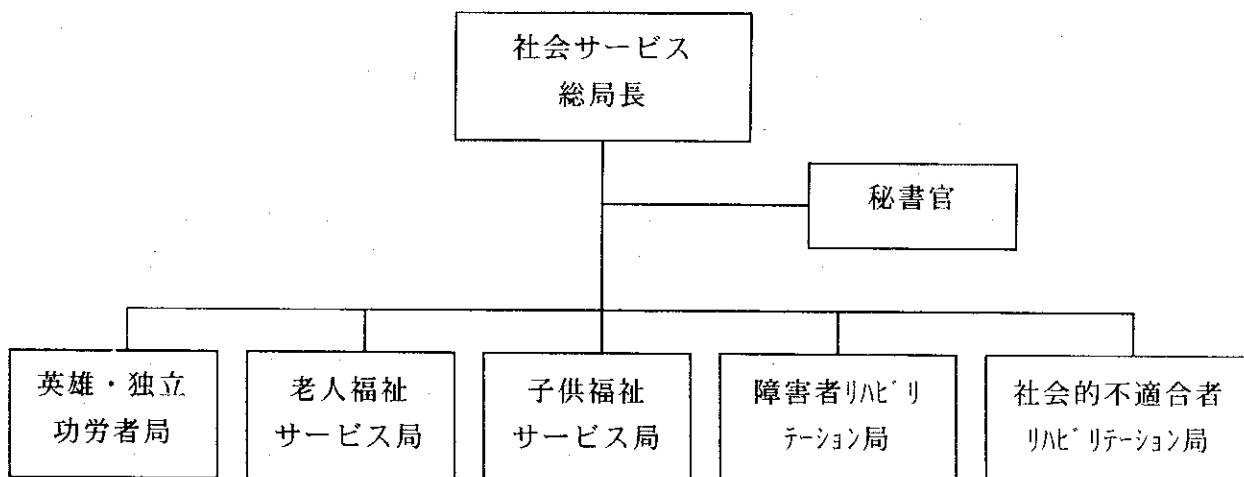 社会サービス
総局長
秘書官
英雄・独立
功労者局
老人福祉
サービス局
子供福祉
サービス局
障害者ﾘﾊﾋﾞﾘ
ﾃｰｼｮﾝ局
社会的不適合者
ﾘﾊﾋﾞﾘﾃｰｼｮﾝ局